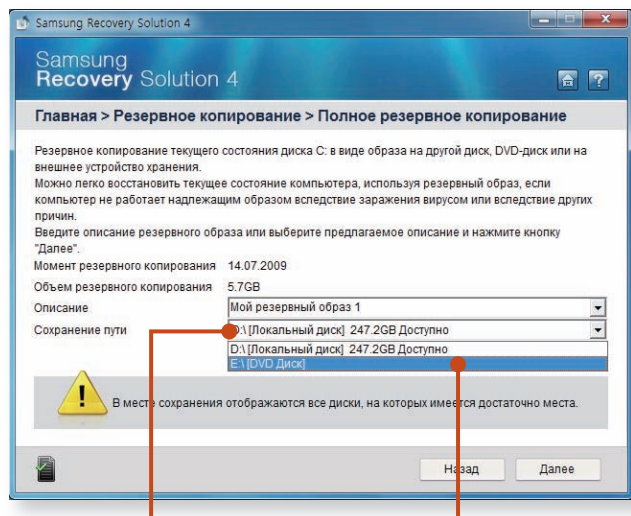 Samsung Recovery Solution 4
Samsung
Recovery Solution 4
Главная > Резервное копирование > Полное резервное копирование
Резервное копирование текущего состояния диска C: в виде образа на другой диск, DVD-диск или на
внешнее устройство хранения.
Можно легко восстановить текущее состояние компьютера, используя резервный образ, если
компьютер не работает надлежащим образом вследствие заражения вирусом или вследствие других
причин.
Введите описание резервного образа или выберите предлагаемое описание и нажмите кнопку
"Далее".
Момент резервного копирования 14.07.2009
Объем резервного копирования 5.7GB
Описание Мой резервный образ 1
Сохранение пути D:\ [Локальный диск] 247.2GB Доступно
D:\ [Локальный диск] 247.2GB Доступно
E:\ [DVD Диск]
В месте сохранения отображаются все диски, на которых имеется достаточно места.
Назад Далее